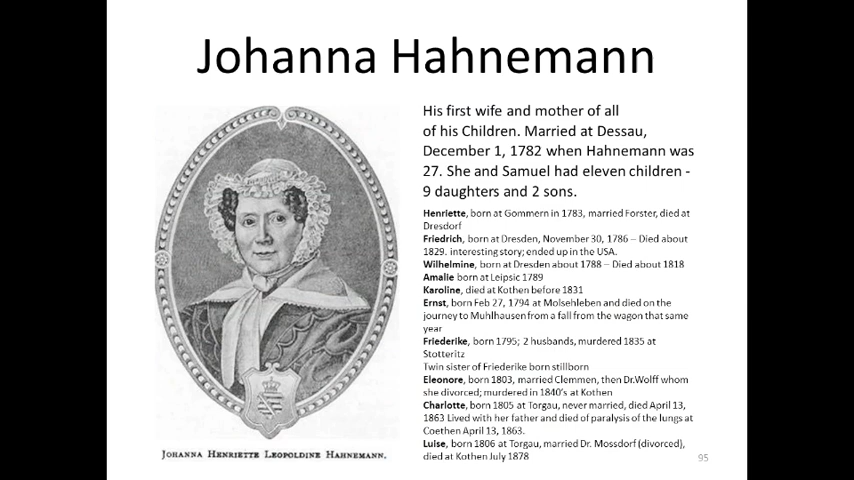 Johanna Hahnemann
His first wife and mother of all
of his Children. Married at Dessau,
December 1, 1782 when Hahnemann was
27. She and Samuel had eleven children -
9 daughters and 2 sons.
Henriette, born at Gommern in 1783, married Forster, died at
Dresdorf
Friedrich, born at Dresden, November 30, 1786 – Died about
1829. interesting story; ended up in the USA.
Wilhelmine, born at Dresden about 1788 – Died about 1818
Amalie born at Leipsic 1789
Karoline, died at Kothen before 1831
Ernst, born Feb 27, 1794 at Molsehleben and died on the
journey to Muhlhausen from a fall from the wagon that same
year
Friederike, born 1795; 2 husbands, murdered 1835 at
Stotteritz
Twin sister of Friederike born stillborn
Eleonore, born 1803, married Clemmen, then Dr.Wolff whom
she divorced; murdered in 1840's at Kothen
Charlotte, born 1805 at Torgau, never married, died April 13,
1863 Lived with her father and died of paralysis of the lungs at
Coethen April 13, 1863.
Luise, born 1806 at Torgau, married Dr. Mossdorf (divorced),
died at Kothen July 1878
Johanna Henriette Leopoldine Hahnemann.
95